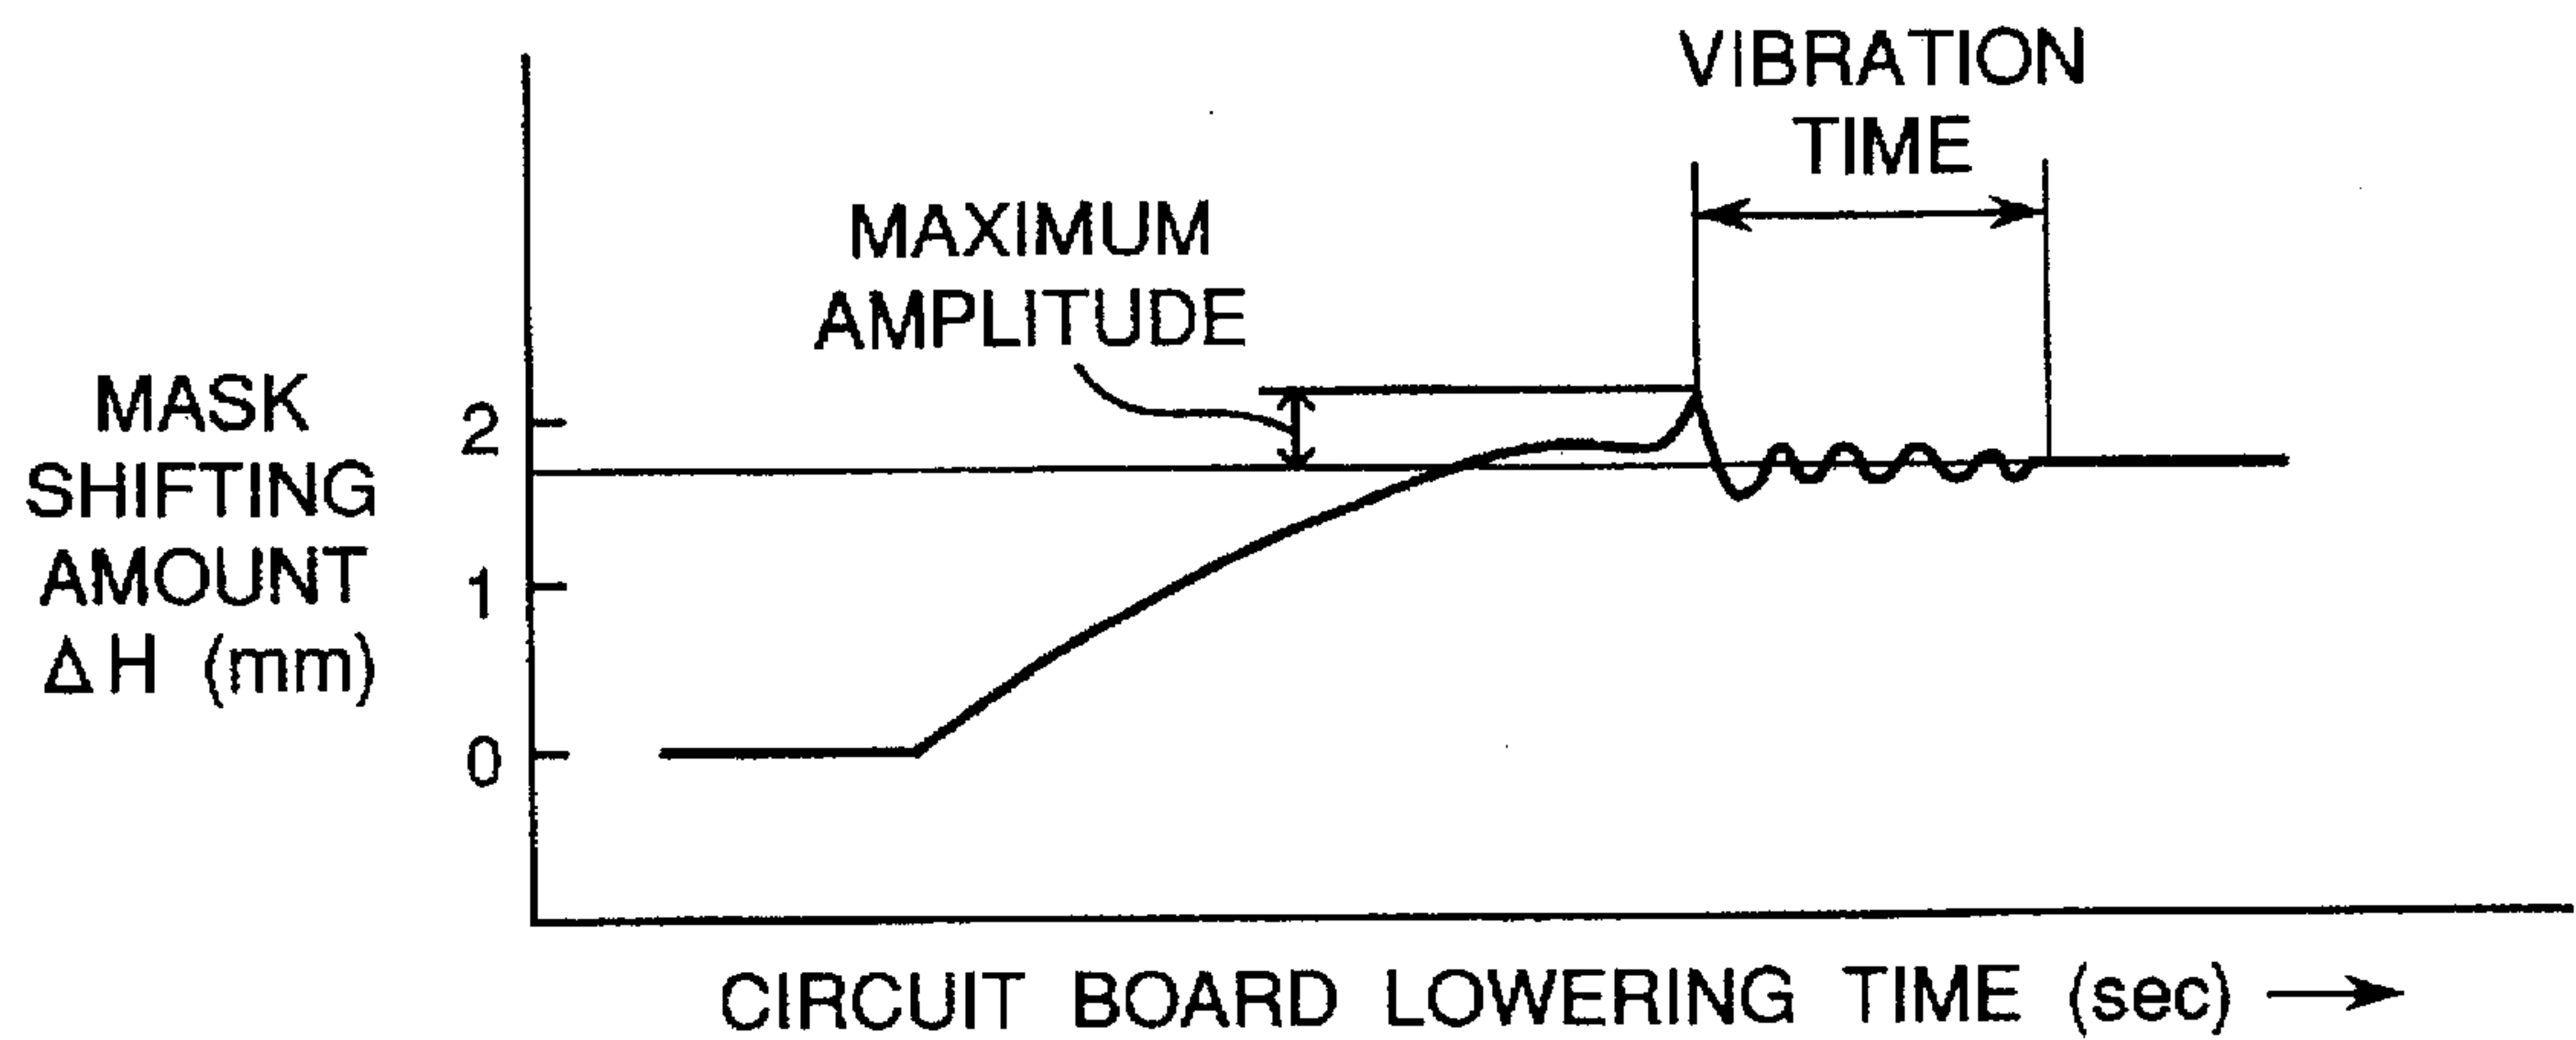 VIBRATION
TIME
MAXIMUM
AMPLITUDE
MASK
SHIFTING
AMOUNT
ΔH (mm)
2
1
0
CIRCUIT BOARD LOWERING TIME (sec)